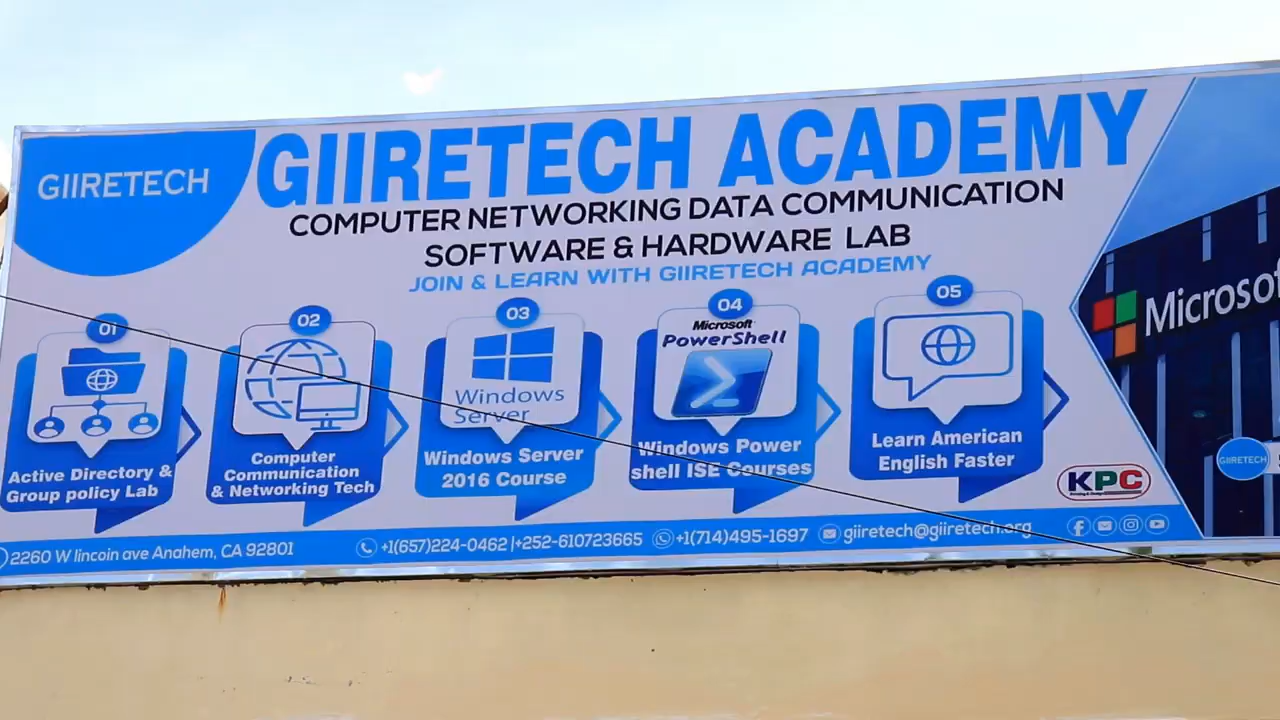 GIIRETECH
GIIRETECH ACADEMY
COMPUTER NETWORKING DATA COMMUNICATION
SOFTWARE & HARDWARE LAB
JOIN & LEARN WITH GIIRETECH ACADEMY
01
Active Directory &
Group policy Lab
02
Computer
Communication
& Networking Tech
03
Windows
Server
Windows Server
2016 Course
04
Microsoft
PowerShell
Windows Power
shell ISE Courses
05
Learn American
English Faster
Microsof
GIIRETECH
KPC
2260 W lincoin ave Anahem, CA 92801
+1(657)224-0462 |+252-610723665
+1(714)495-1697
giiretech@giiretech.org